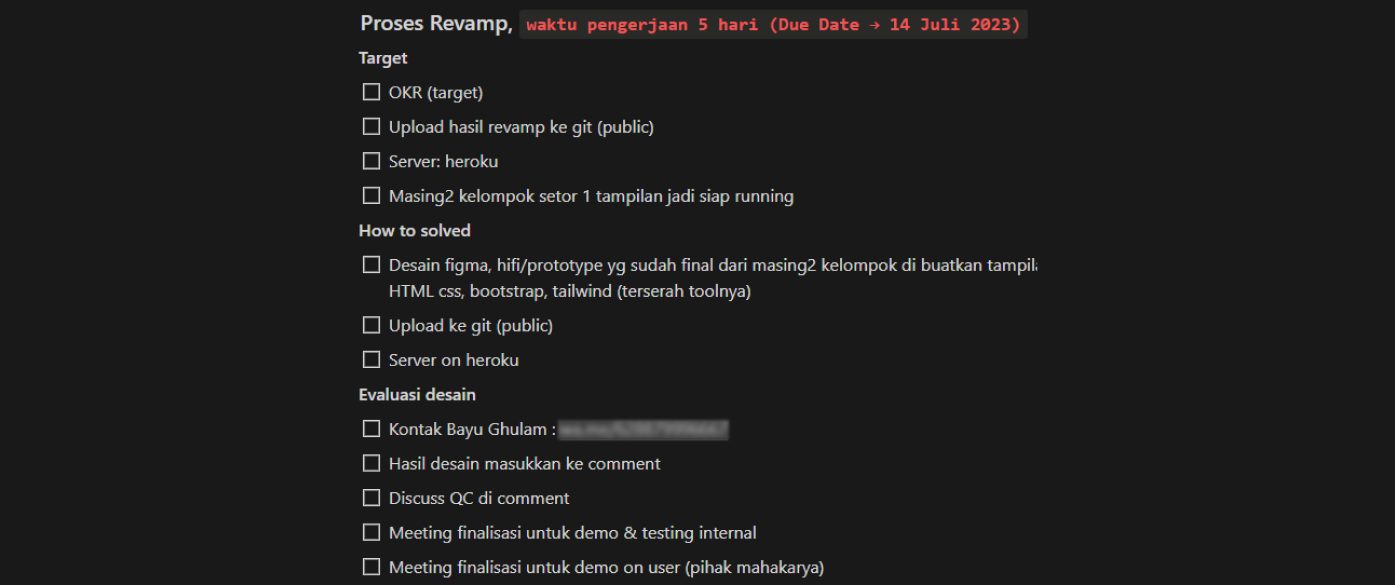 Proses Revamp, waktu pengerjaan 5 hari (Due Date → 14 Juli 2023)
Target
OKR (target)
Upload hasil revamp ke git (public)
Server: heroku
Masing2 kelompok setor 1 tampilan jadi siap running
How to solved
Desain figma, hifi/prototype yg sudah final dari masing2 kelompok di buatkan
HTML css, bootstrap, tailwind (terserah toolnya)
Upload ke git (public)
Server on heroku
Evaluasi desain
Kontak Bayu Ghulam :
Hasil desain masukkan ke comment
Discuss QC di comment
Meeting finalisasi untuk demo & testing internal
Meeting finalisasi untuk demo on user (pihak mahakarya)